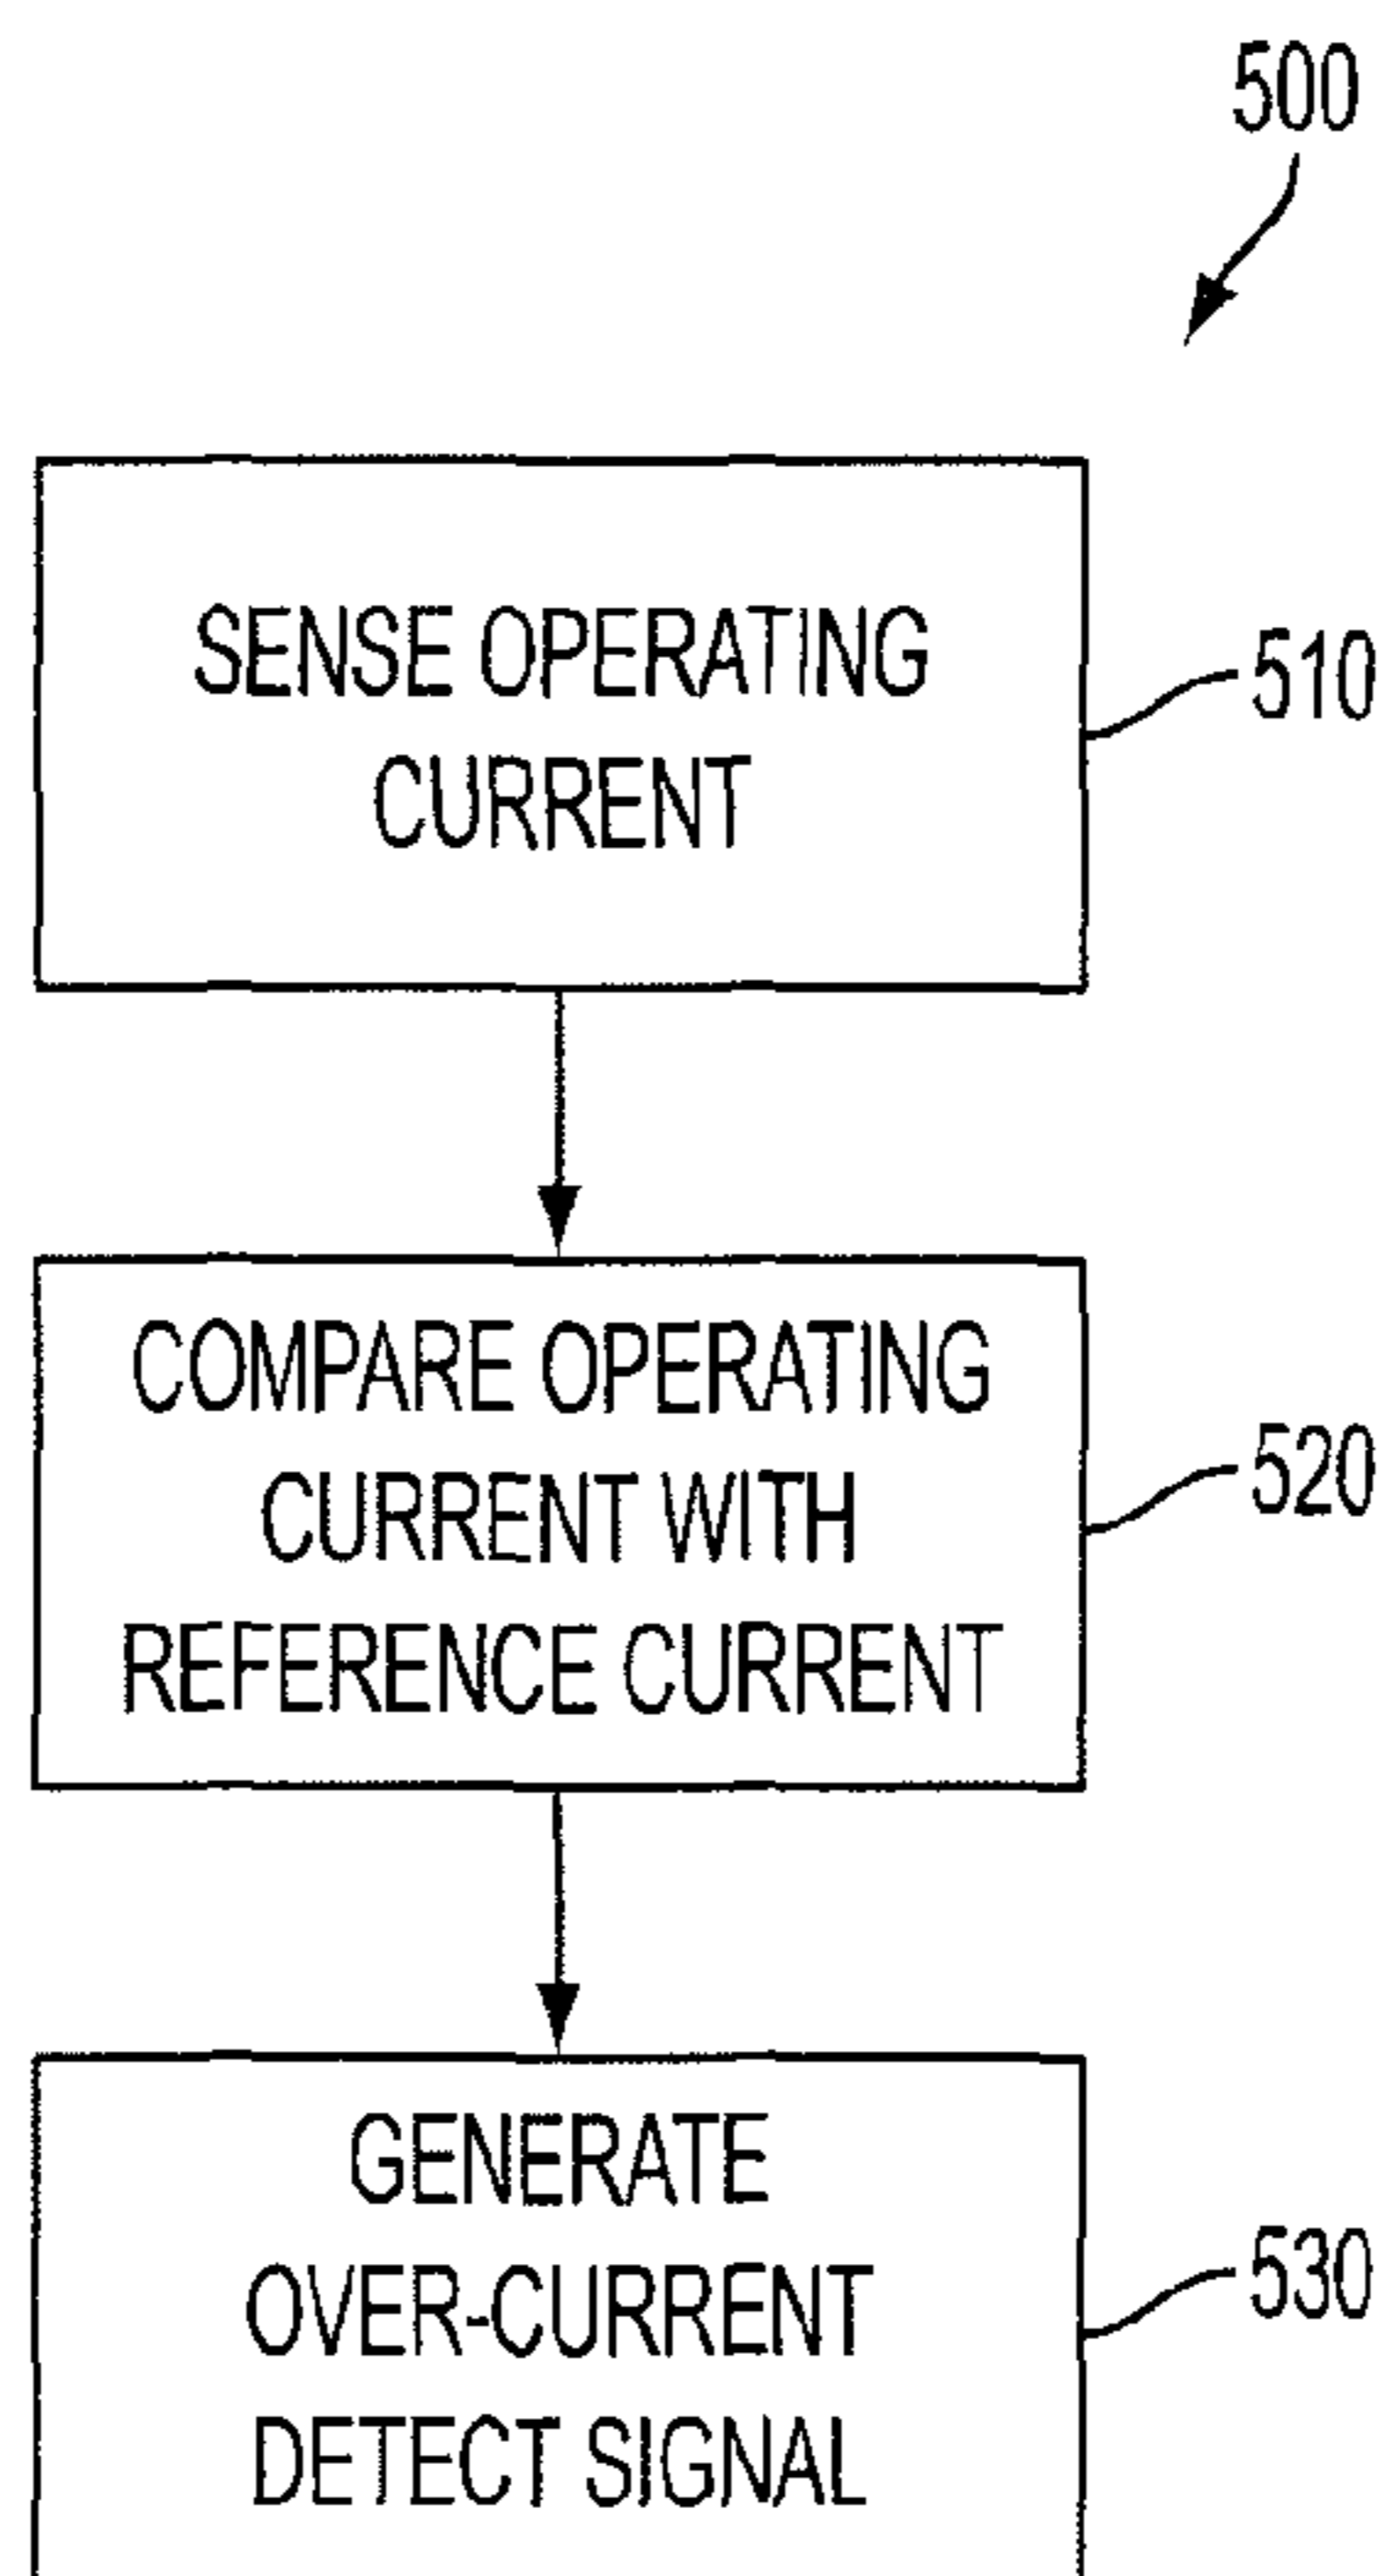 500
SENSE OPERATING
CURRENT
510
COMPARE OPERATING
CURRENT WITH
REFERENCE CURRENT
520
GENERATE
OVER-CURRENT
DETECT SIGNAL
530